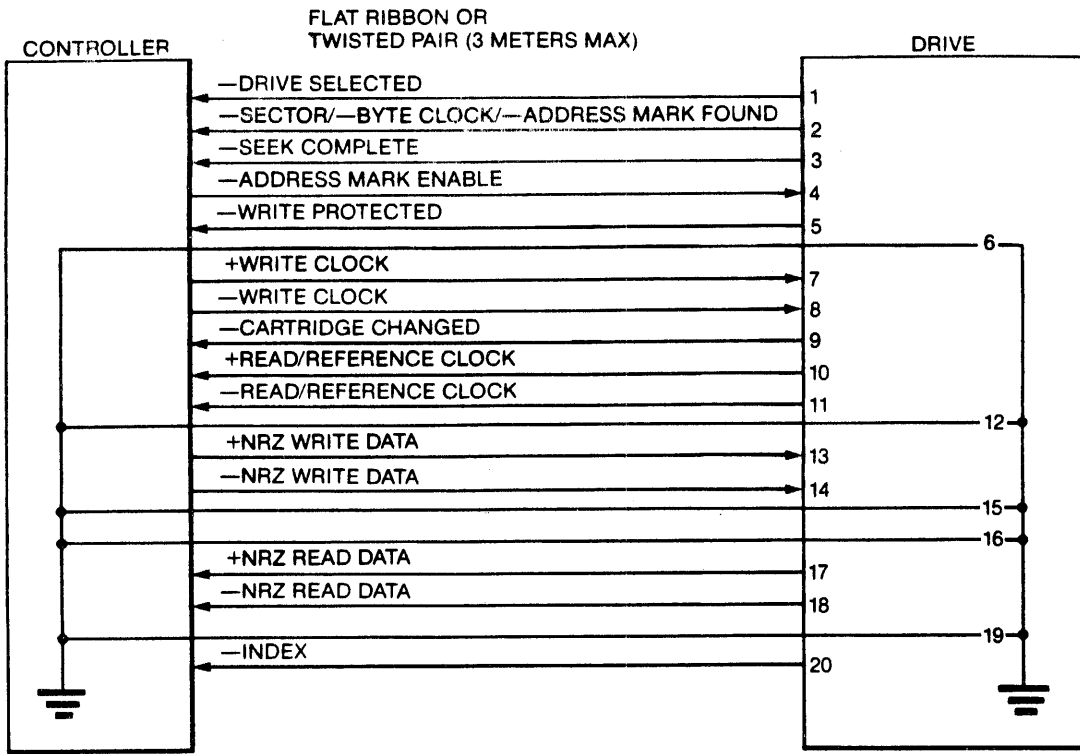 FLAT RIBBON OR
TWISTED PAIR (3 METERS MAX)
CONTROLLER
DRIVE
—DRIVE SELECTED
1
—SECTOR/—BYTE CLOCK/—ADDRESS MARK FOUND
2
—SEEK COMPLETE
3
—ADDRESS MARK ENABLE
4
—WRITE PROTECTED
5
6
+WRITE CLOCK
7
—WRITE CLOCK
8
—CARTRIDGE CHANGED
9
+READ/REFERENCE CLOCK
10
—READ/REFERENCE CLOCK
11
12
+NRZ WRITE DATA
13
—NRZ WRITE DATA
14
15
16
+NRZ READ DATA
17
—NRZ READ DATA
18
19
—INDEX
20